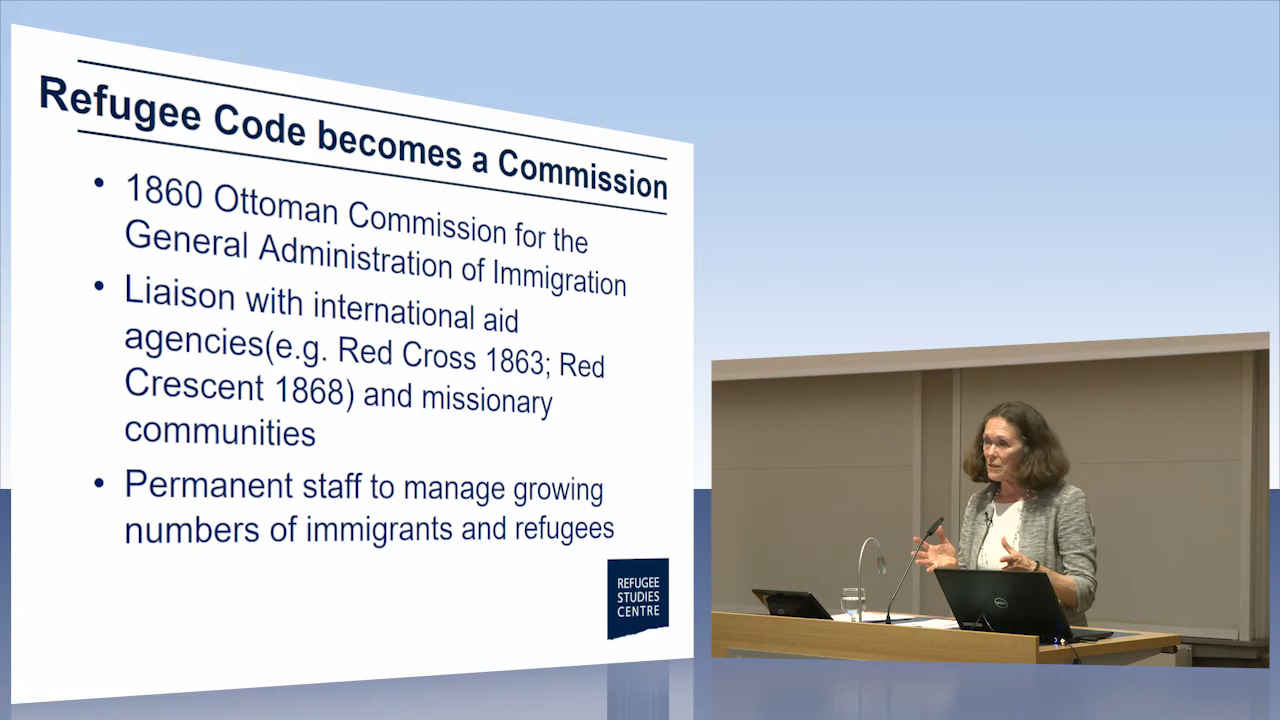 Refugee Code becomes a Commission
• 1860 Ottoman Commission for the
General Administration of Immigration
• Liaison with international aid
agencies(e.g. Red Cross 1863; Red
Crescent 1868) and missionary
communities
• Permanent staff to manage growing
numbers of immigrants and refugees
REFUGEE
STUDIES
CENTRE
DELL